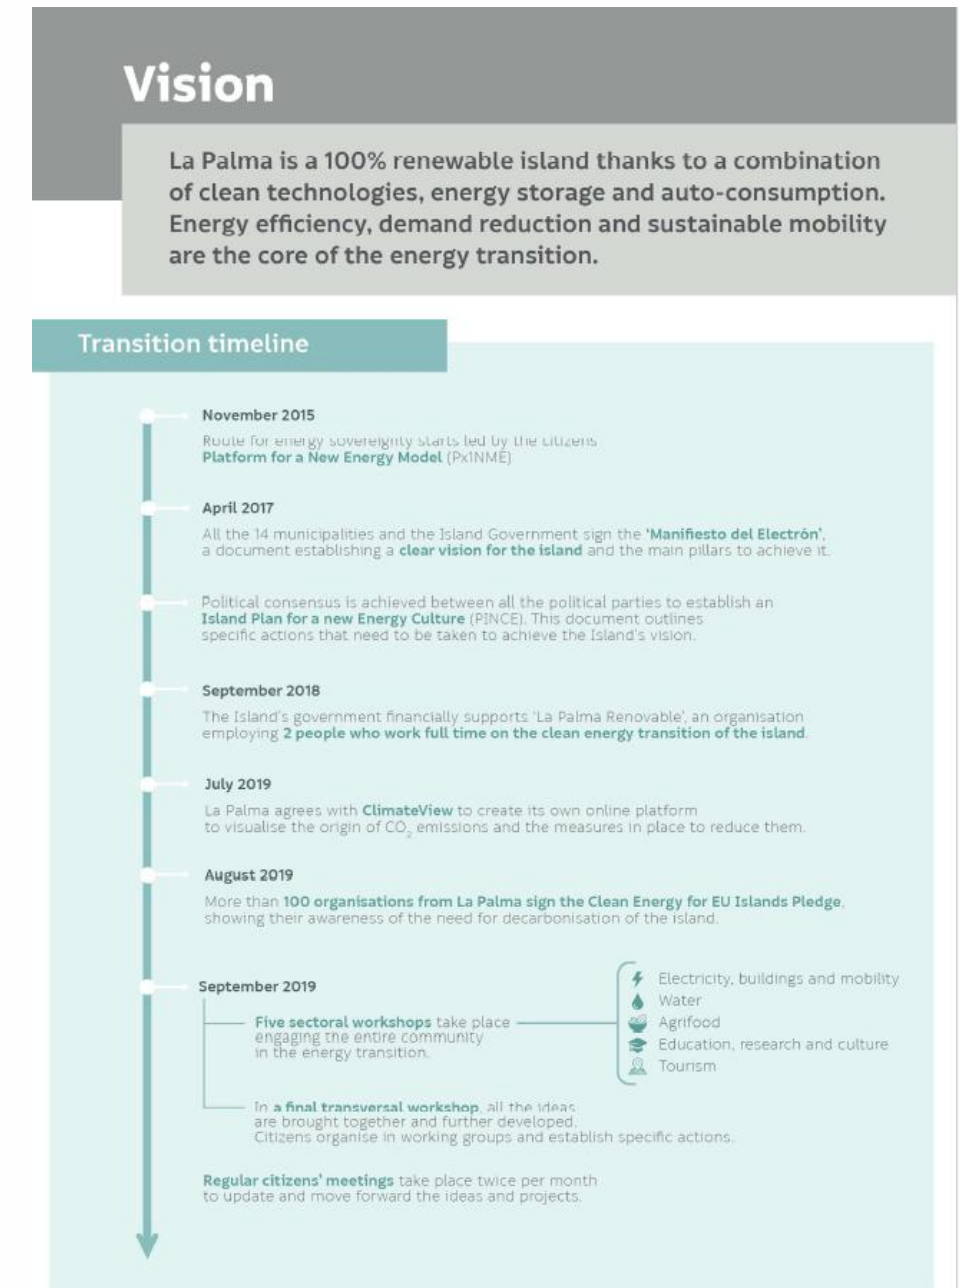 Vision
La Palma is a 100% renewable island thanks to a combination
of clean technologies, energy storage and auto-consumption.
Energy efficiency, demand reduction and sustainable mobility
are the core of the energy transition.
Transition timeline
November 2015
Route for energy sovereignty starts led by the citizens
Platform for a New Energy Model (Px1NME)
April 2017
All the 14 municipalities and the Island Government sign the 'Manifiesto del Electrón',
a document establishing a clear vision for the island and the main pillars to achieve it.
Political consensus is achieved between all the political parties to establish an
Island Plan for a new Energy Culture (PINCE). This document outlines
specific actions that need to be taken to achieve the Island's vision.
September 2018
The Island's government financially supports 'La Palma Renovable', an organisation
employing 2 people who work full time on the clean energy transition of the island.
July 2019
La Palma agrees with ClimateView to create its own online platform
to visualise the origin of CO₂ emissions and the measures in place to reduce them.
August 2019
More than 100 organisations from La Palma sign the Clean Energy for EU Islands Pledge,
showing their awareness of the need for decarbonisation of the island.
September 2019
Five sectoral workshops take place
engaging the entire community
in the energy transition.
Electricity, buildings and mobility
Water
Agrifood
Education, research and culture
Tourism
In a final transversal workshop, all the ideas
are brought together and further developed.
Citizens organise in working groups and establish specific actions.
Regular citizens' meetings take place twice per month
to update and move forward the ideas and projects.